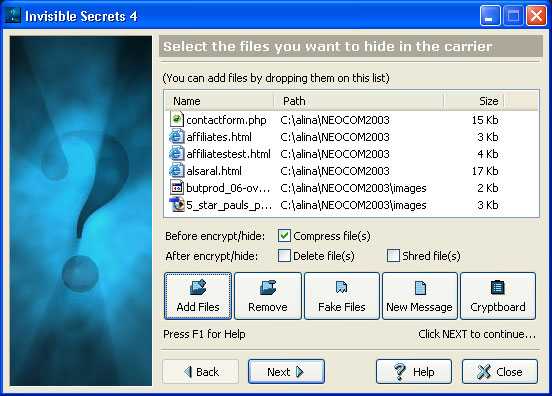 Invisible Secrets 4
Select the files you want to hide in the carrier
(You can add files by dropping them on this list)
Name Path Size
contactform.php C:\alina\NEOCOM2003 15 Kb
affiliates.html C:\alina\NEOCOM2003 3 Kb
affiliatestest.html C:\alina\NEOCOM2003 4 Kb
alsaral.html C:\alina\NEOCOM2003 17 Kb
butprod_06-ov... C:\alina\NEOCOM2003\images 2 Kb
5_star_pauls_p... C:\alina\NEOCOM2003\images 3 Kb
Before encrypt/hide: Compress file(s)
After encrypt/hide: Delete file(s) Shred file(s)
Add Files Remove Fake Files New Message Cryptboard
Press F1 for Help Click NEXT to continue...
Back Next Help Close